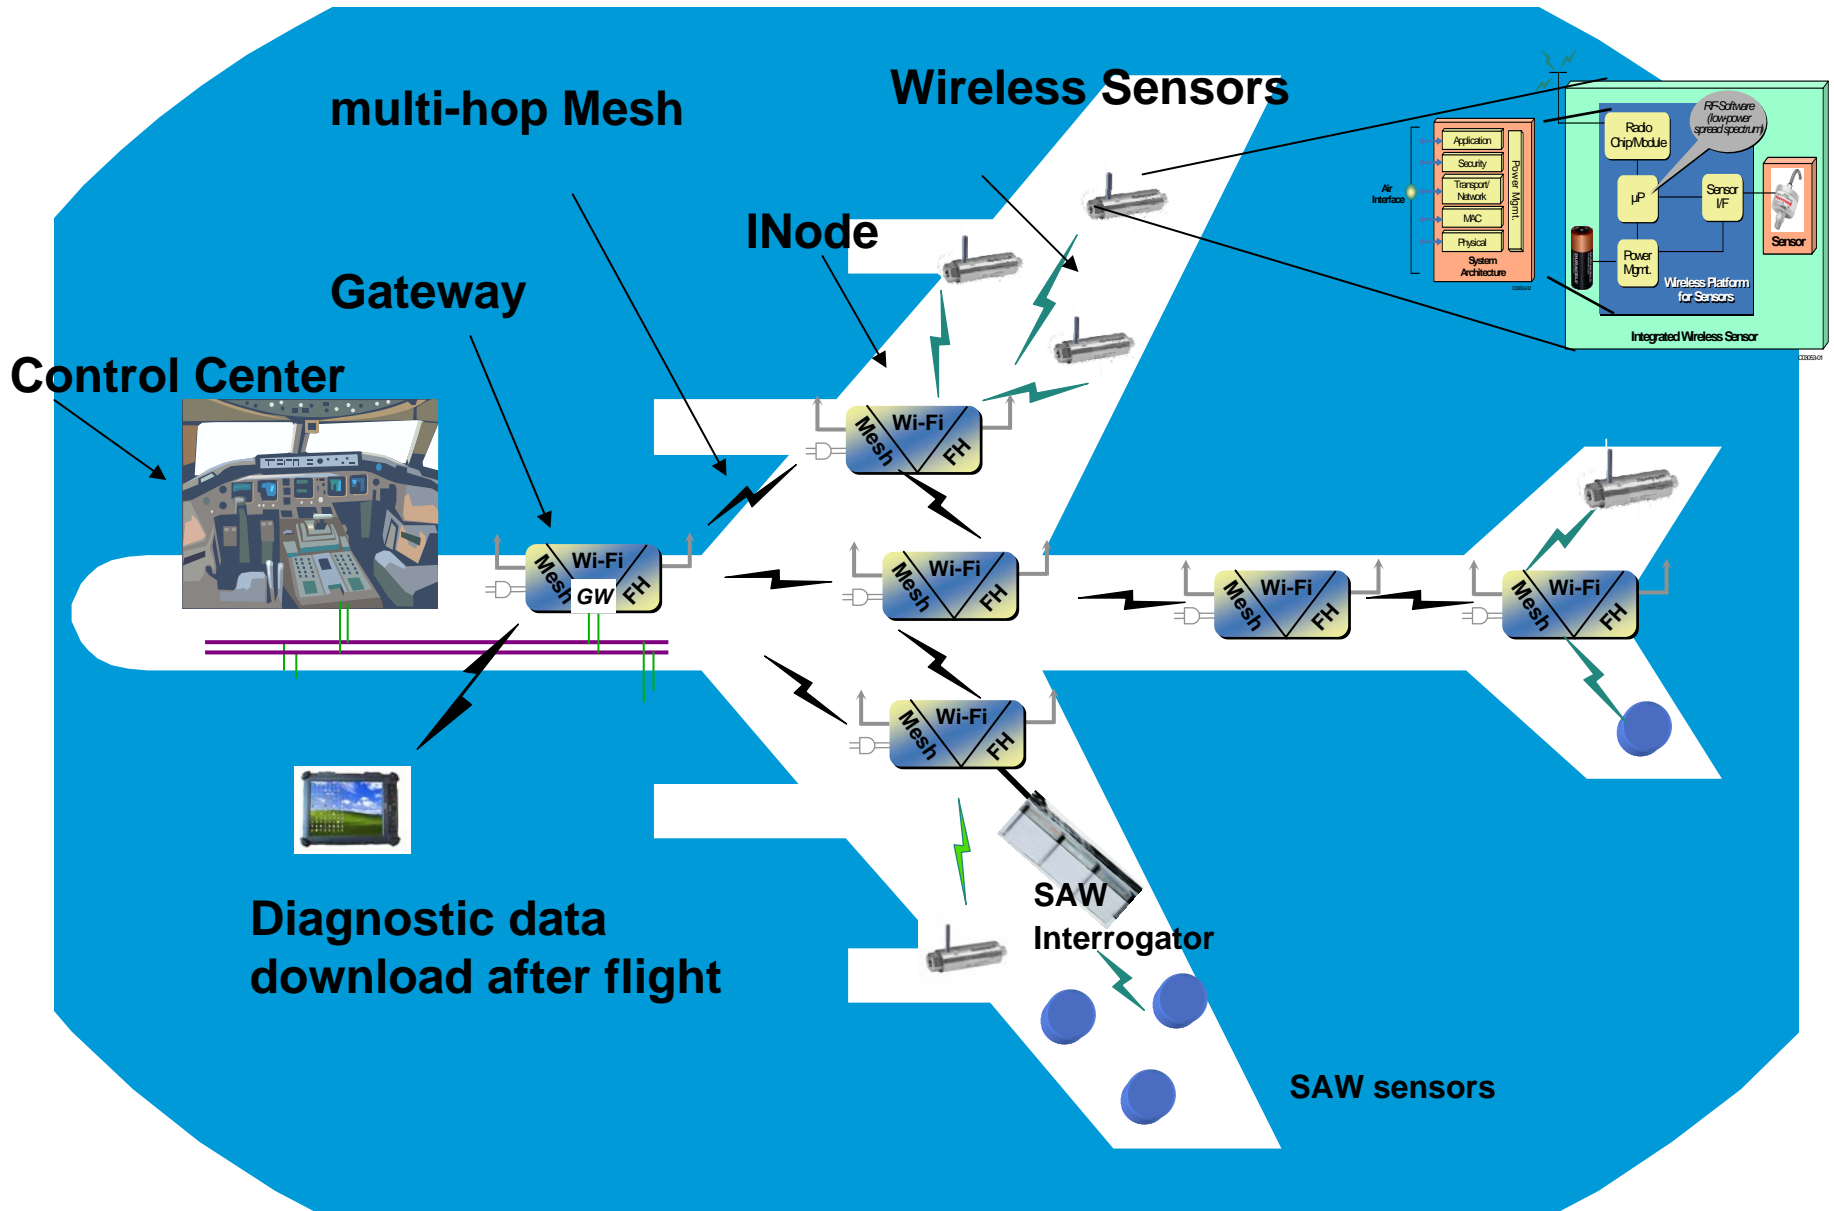 Wireless Sensors
multi-hop Mesh
INode
Gateway
Control Center
RF-Software
(low-power
spread spectrum)
Radio
Chip/Module
µP
Sensor
I/F
Power
Mgmt.
Sensor
Wireless Platform
for Sensors
Integrated Wireless Sensor
Air
Interface
Application
Security
Transport/
Network
MAC
Physical
Power Mgmt.
System
Architecture
Mesh
Wi-Fi
FH
Mesh
Wi-Fi
FH
GW
Mesh
Wi-Fi
FH
Mesh
Wi-Fi
FH
Mesh
Wi-Fi
FH
Mesh
Wi-Fi
FH
SAW
Interrogator
Diagnostic data
download after flight
SAW sensors